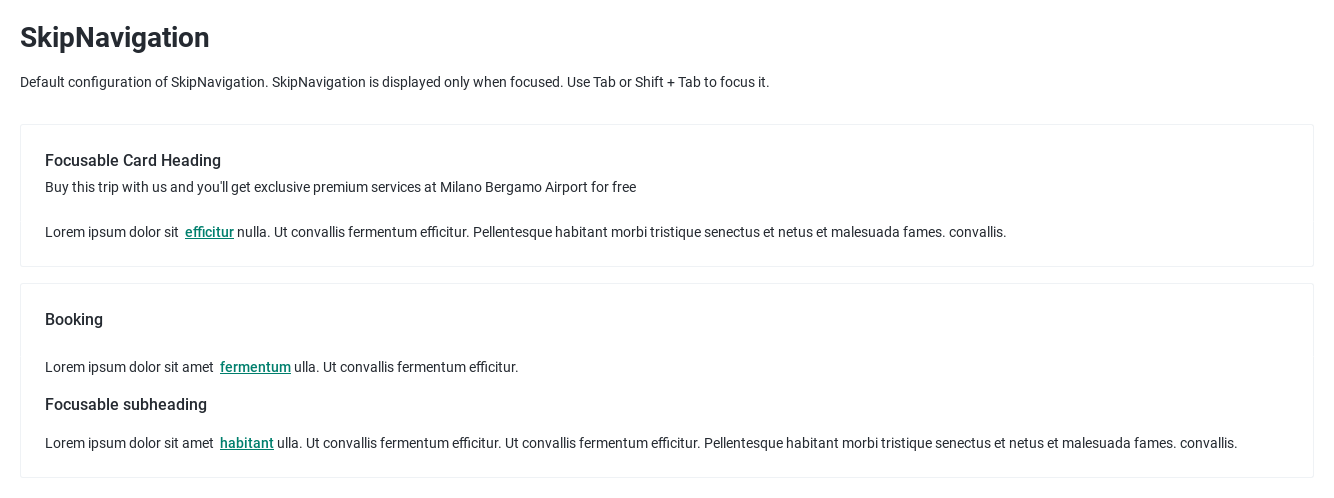 SkipNavigation
Default configuration of SkipNavigation. SkipNavigation is displayed only when focused. Use Tab or Shift + Tab to focus it.
Focusable Card Heading
Buy this trip with us and you'll get exclusive premium services at Milano Bergamo Airport for free
Lorem ipsum dolor sit efficitur nulla. Ut convallis fermentum efficitur. Pellentesque habitant morbi tristique senectus et netus et malesuada fames. convallis.
Booking
Lorem ipsum dolor sit amet fermentum ulla. Ut convallis fermentum efficitur.
Focusable subheading
Lorem ipsum dolor sit amet habitant ulla. Ut convallis fermentum efficitur. Ut convallis fermentum efficitur. Pellentesque habitant morbi tristique senectus et netus et malesuada fames. convallis.